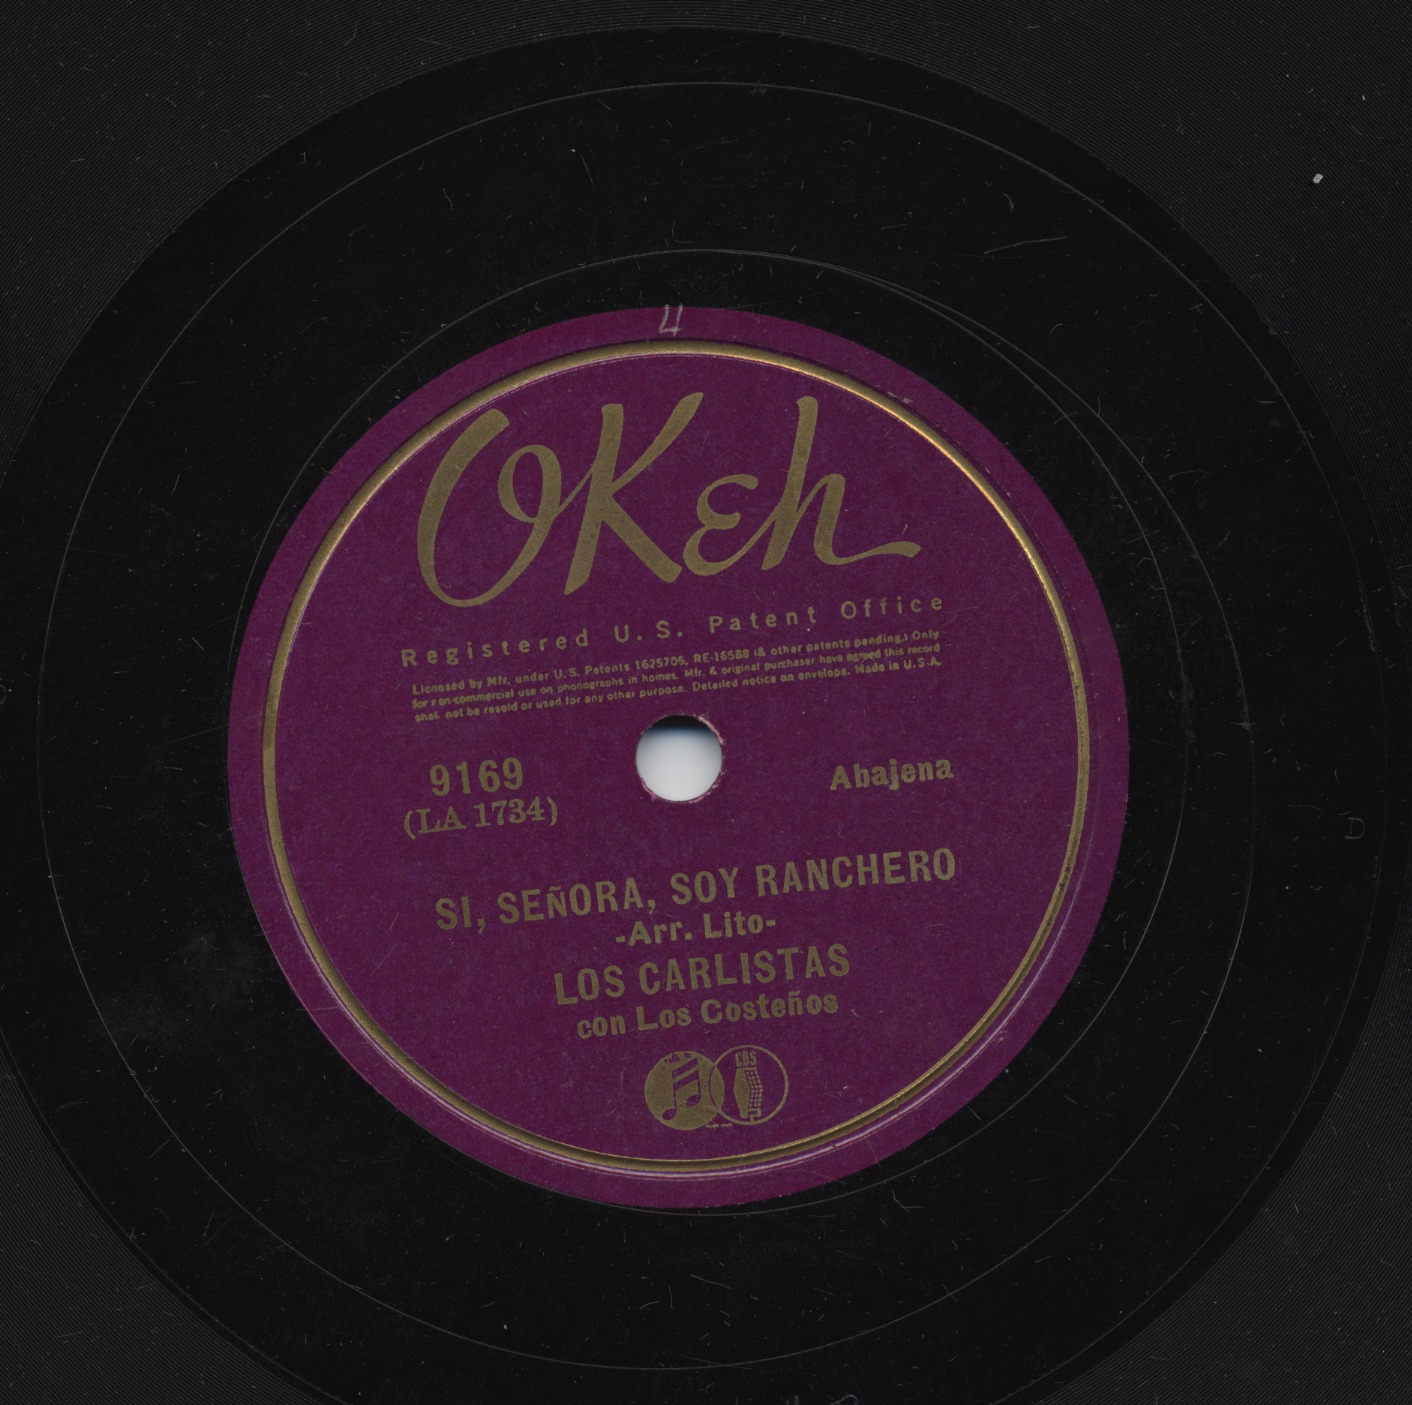 4
OKeh
Registered U.S. Patent Office
Licensed by Mfr. under U.S. Patents 1625705, RE-16588 (& other patents pending.) Only
for non-commercial use on phonographs in homes. Mfr. & original purchaser have agreed this record
shall not be resold or used for any other purpose. Detailed notice on envelope. Made in U.S.A.
9169
Abajena
(LA 1734)
SI, SEÑORA, SOY RANCHERO
-Arr. Lito-
LOS CARLISTAS
con Los Costeños
CBS
D